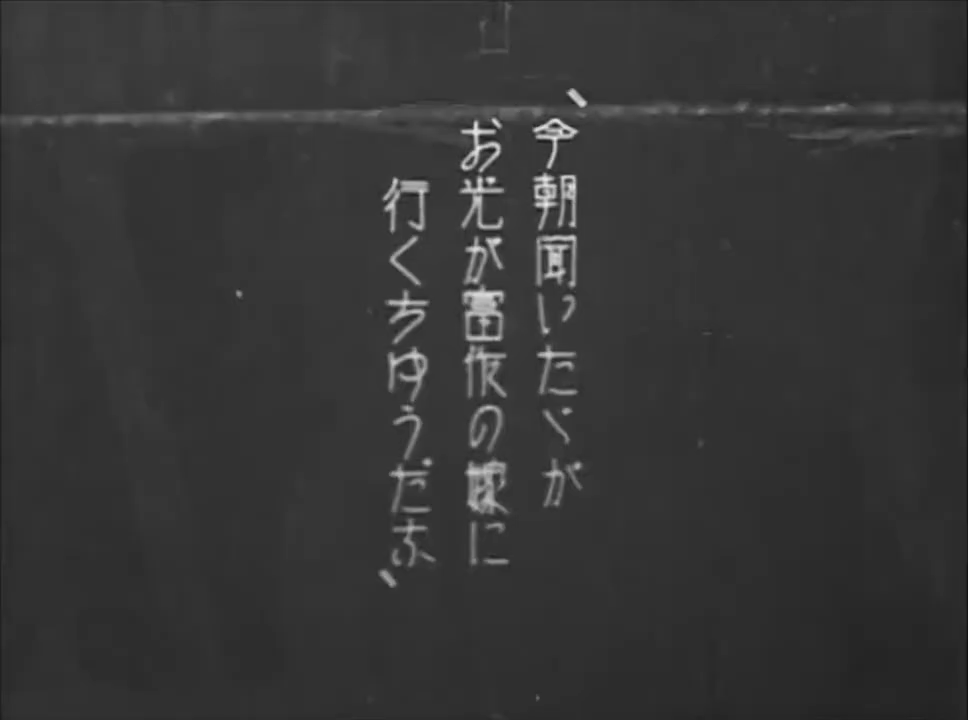 〝今朝聞いたゞが
お光が富作の嫁に
行くちゆうだな〟